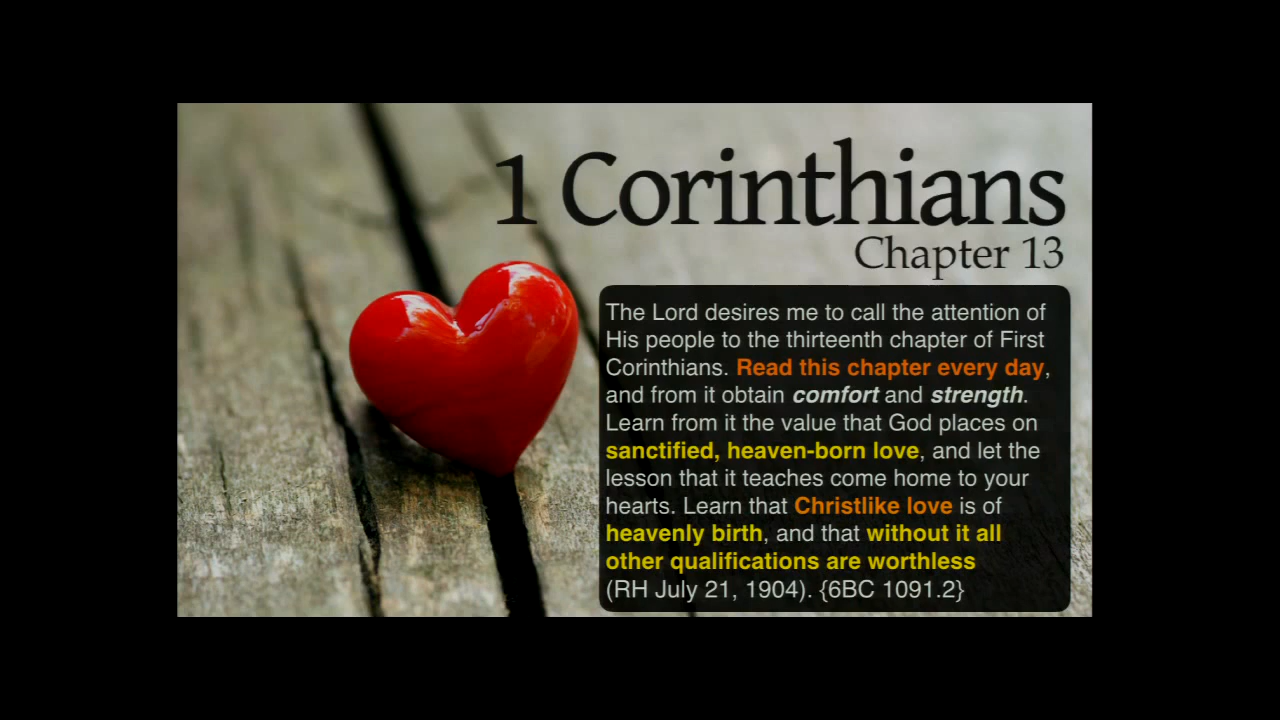 1 Corinthians
Chapter 13
The Lord desires me to call the attention of
His people to the thirteenth chapter of First
Corinthians. Read this chapter every day,
and from it obtain comfort and strength.
Learn from it the value that God places on
sanctified, heaven-born love, and let the
lesson that it teaches come home to your
hearts. Learn that Christlike love is of
heavenly birth, and that without it all
other qualifications are worthless
(RH July 21, 1904). {6BC 1091.2}